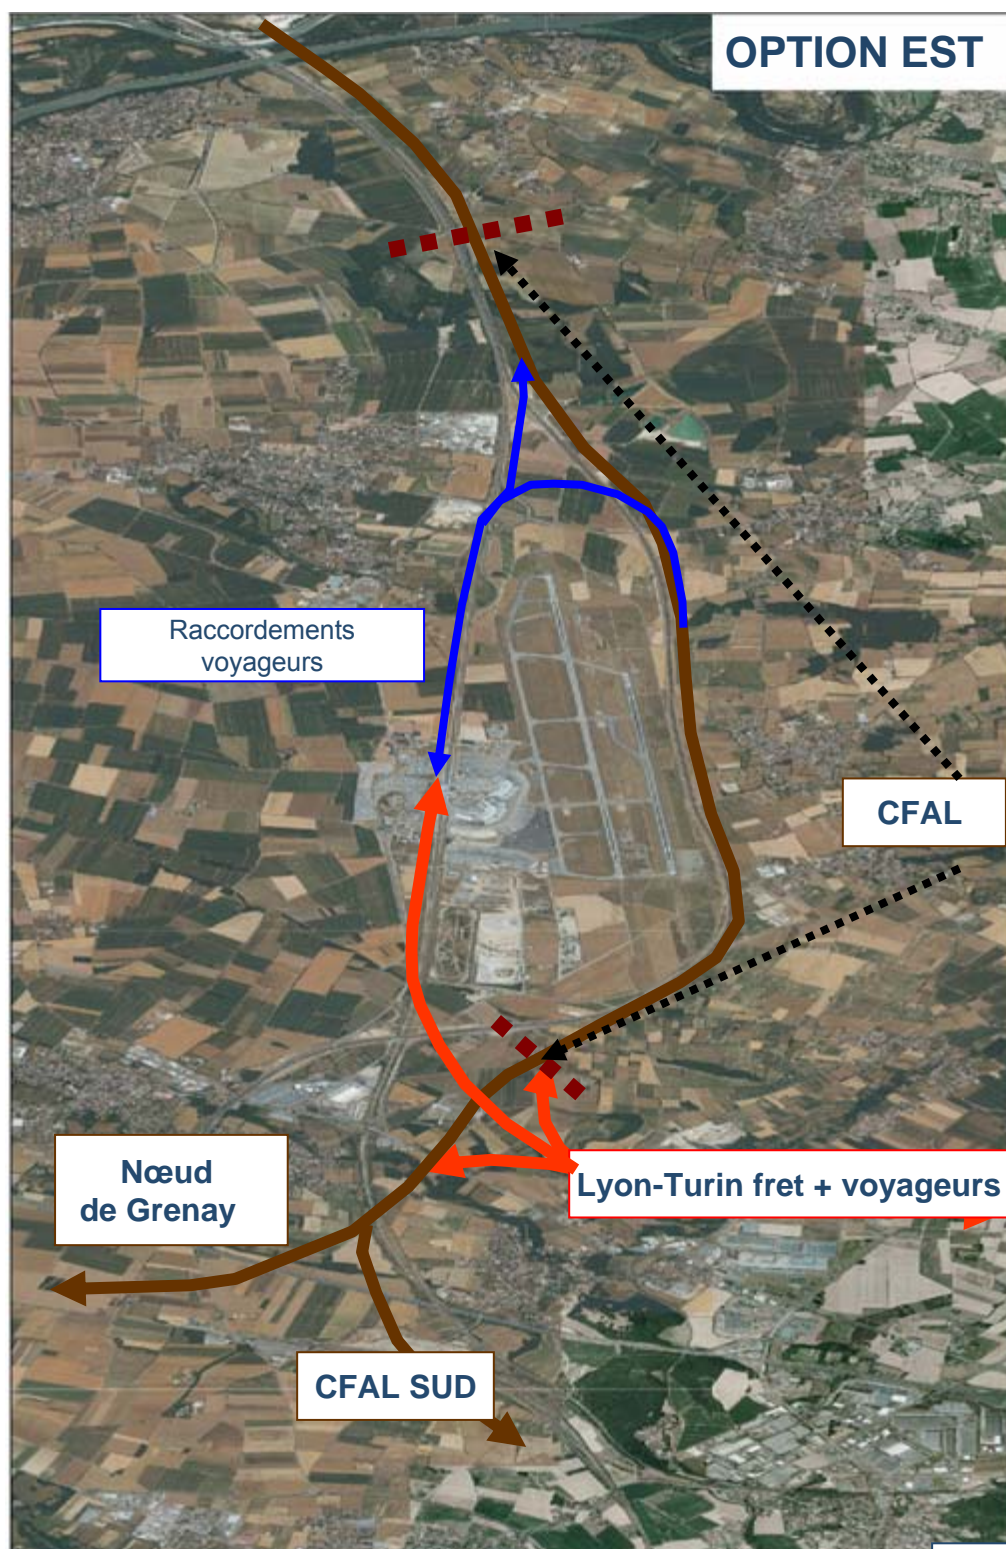 OPTION EST
Raccordements
voyageurs
CFAL
Nœud
de Grenay
Lyon-Turin fret + voyageurs
CFAL SUD